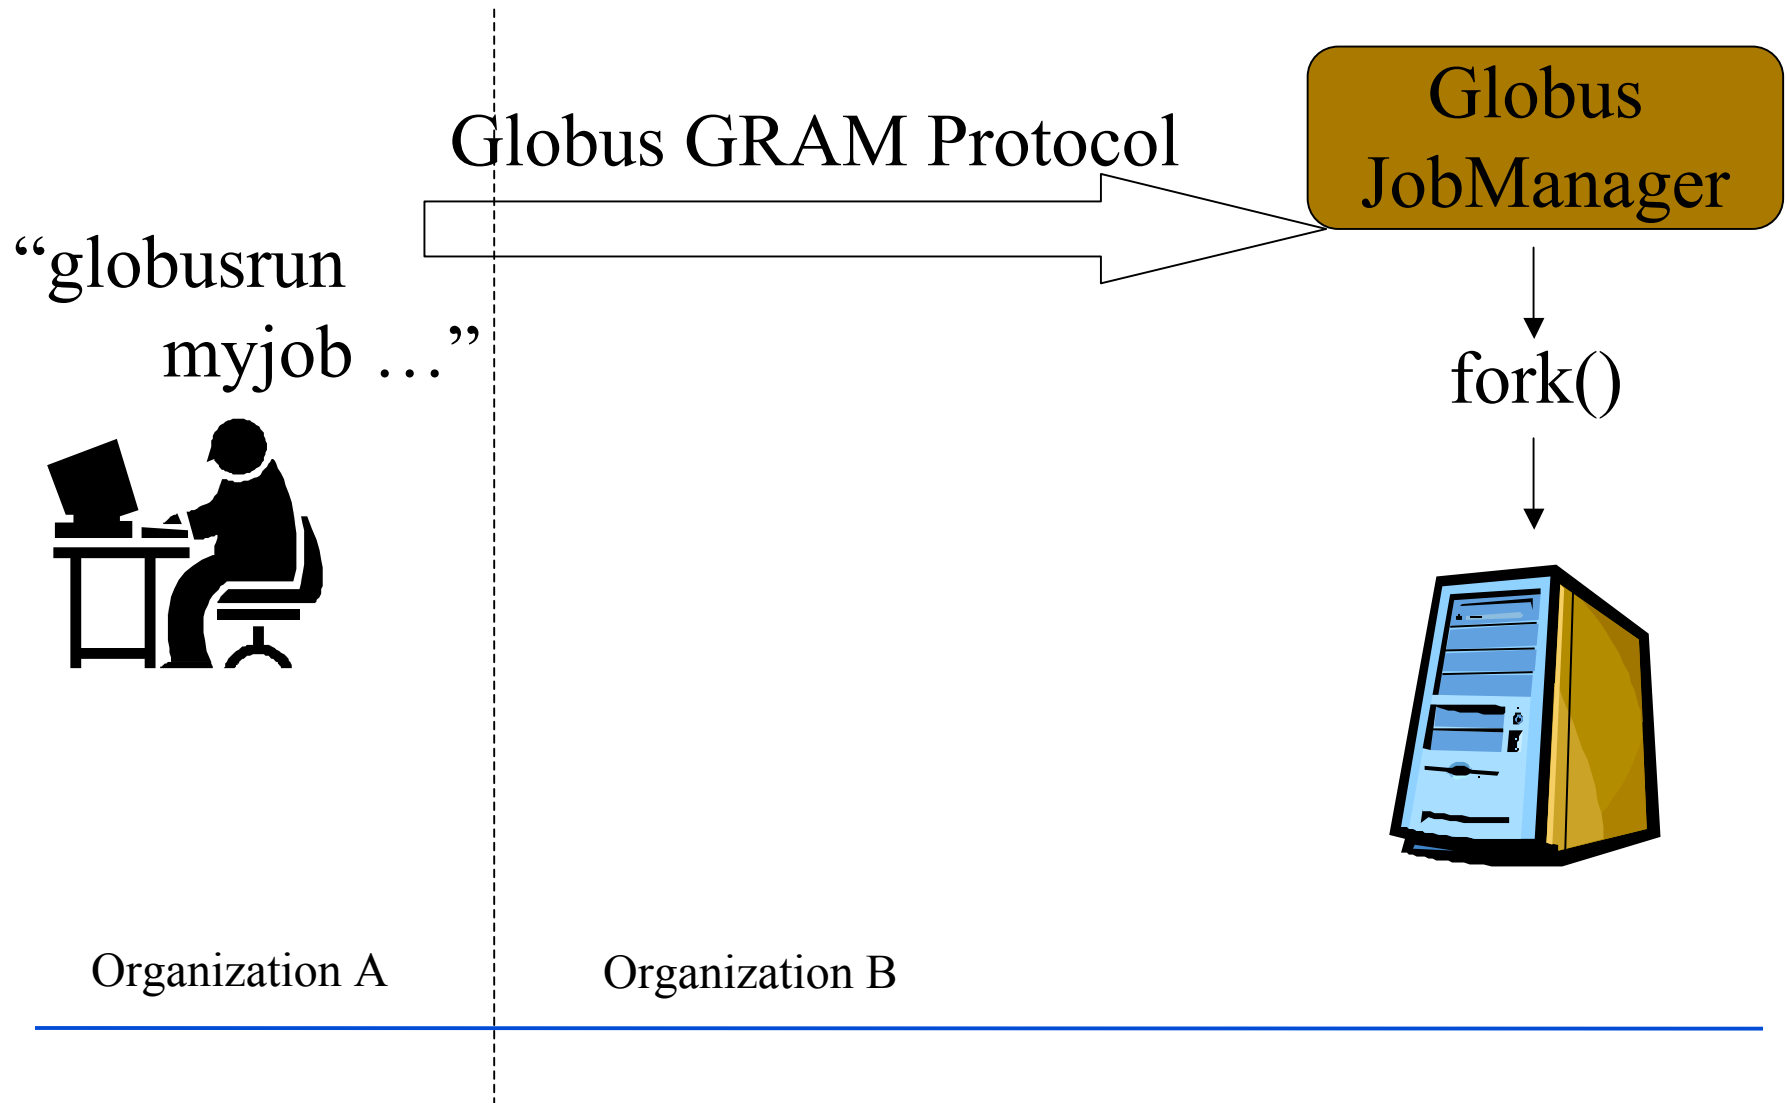 Globus GRAM Protocol
Globus
JobManager
“globusrun
myjob …”
fork()
Organization A
Organization B